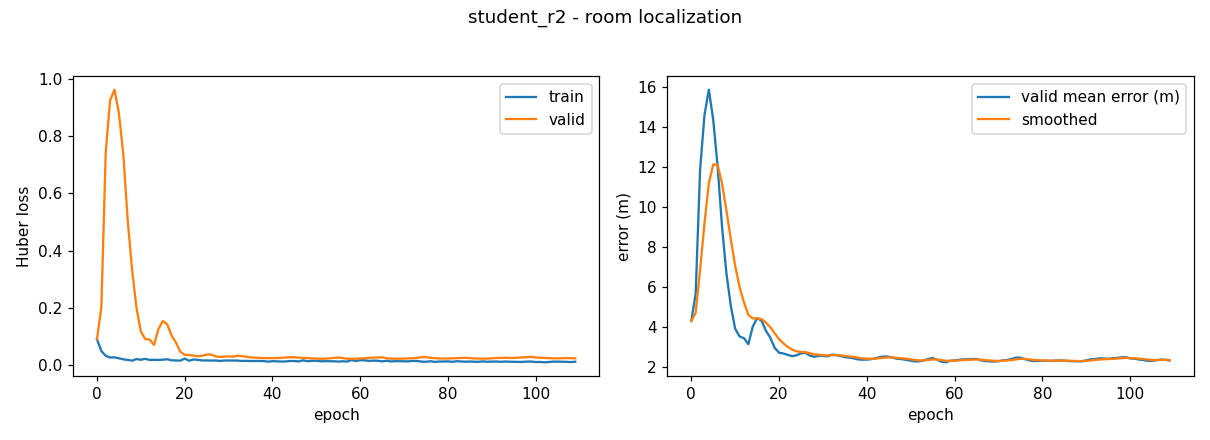 student_r2 - room localization
1.0
0.8
0.6
0.4
0.2
0.0
Huber loss
train
valid
0
20
40
60
80
100
epoch
16
14
12
10
8
6
4
2
error (m)
valid mean error (m)
smoothed
0
20
40
60
80
100
epoch